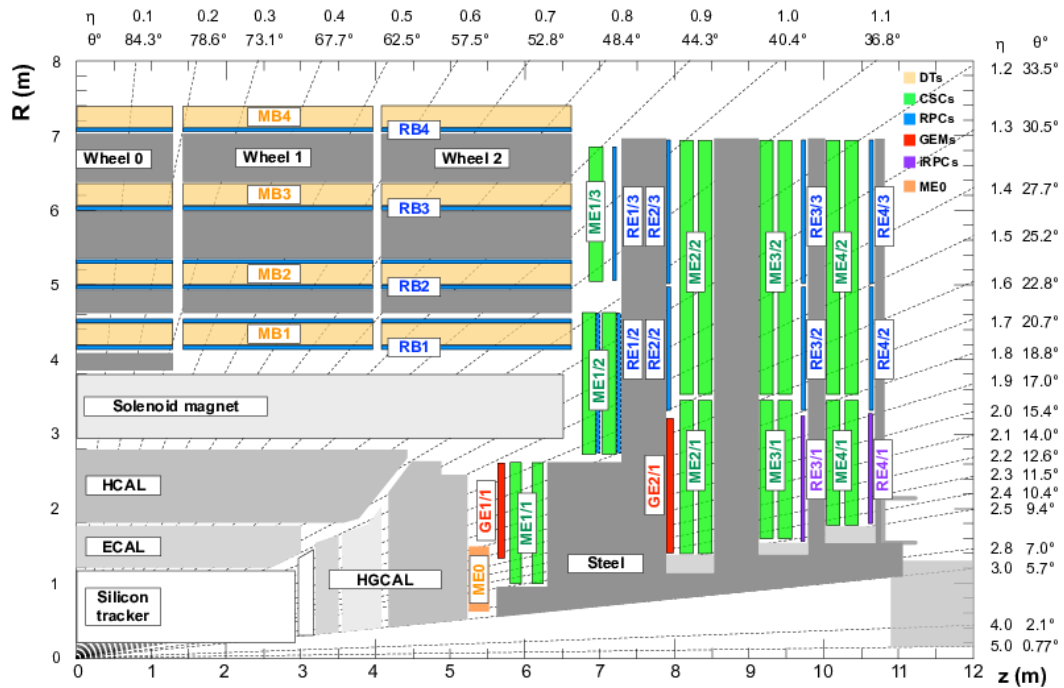 η 0.1 0.2 0.3 0.4 0.5 0.6 0.7 0.8 0.9 1.0 1.1
θ° 84.3° 78.6° 73.1° 67.7° 62.5° 57.5° 52.8° 48.4° 44.3° 40.4° 36.8° η θ°
R (m)
8
7
6
5
4
3
2
1
0
1.2 33.5°
1.3 30.5°
1.4 27.7°
1.5 25.2°
1.6 22.8°
1.7 20.7°
1.8 18.8°
1.9 17.0°
2.0 15.4°
2.1 14.0°
2.2 12.6°
2.3 11.5°
2.4 10.4°
2.5 9.4°
2.8 7.0°
3.0 5.7°
4.0 2.1°
5.0 0.77°
DTs
CSCs
RPCs
GEMs
iRPCs
ME0
MB4
RB4
Wheel 0
Wheel 1
Wheel 2
MB3
RB3
MB2
RB2
MB1
RB1
Solenoid magnet
HCAL
ECAL
Silicon
tracker
HGCAL
Steel
ME0
GE1/1
ME1/1
ME1/2
ME1/3
RE1/3
RE2/3
RE1/2
RE2/2
GE2/1
ME2/2
ME2/1
ME3/2
ME3/1
RE3/3
RE3/2
RE3/1
ME4/2
ME4/1
RE4/3
RE4/2
RE4/1
0 1 2 3 4 5 6 7 8 9 10 11 12
z (m)